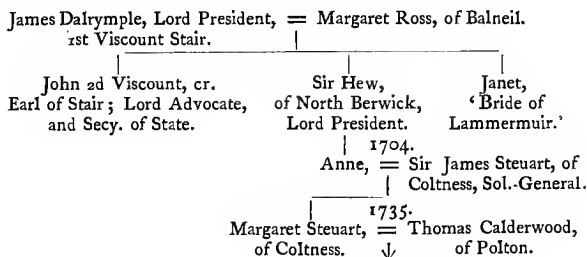 James Dalrymple, Lord President, = Margaret Ross, of Balneil.
1st Viscount Stair.
John 2d Viscount, cr.
Earl of Stair; Lord Advocate,
and Secy. of State.
Sir Hew,
of North Berwick,
Lord President.
Janet,
‘Bride of
Lammermuir.’
1704.
Anne, = Sir James Steuart, of
Coltness, Sol.-General.
1735.
Margaret Steuart, = Thomas Calderwood,
of Coltness. of Polton.